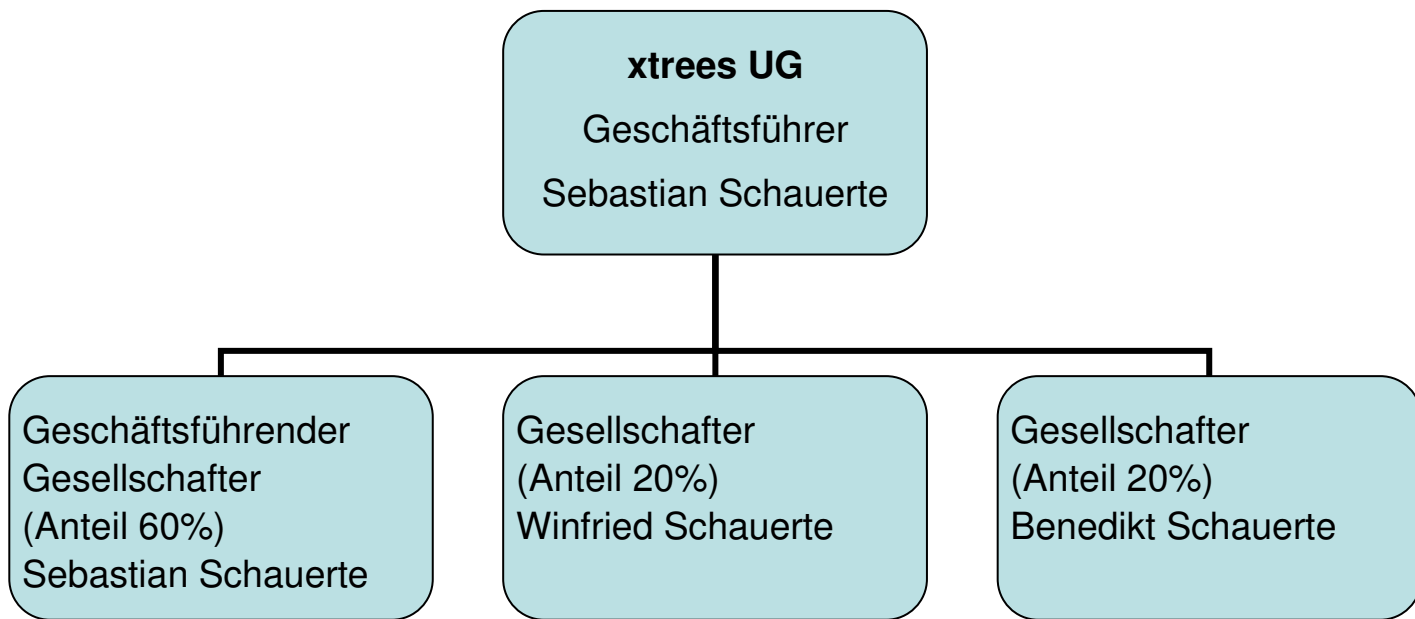 xtrees UG
Geschäftsführer
Sebastian Schauerte
Geschäftsführender
Gesellschafter
(Anteil 60%)
Sebastian Schauerte
Gesellschafter
(Anteil 20%)
Winfried Schauerte
Gesellschafter
(Anteil 20%)
Benedikt Schauerte